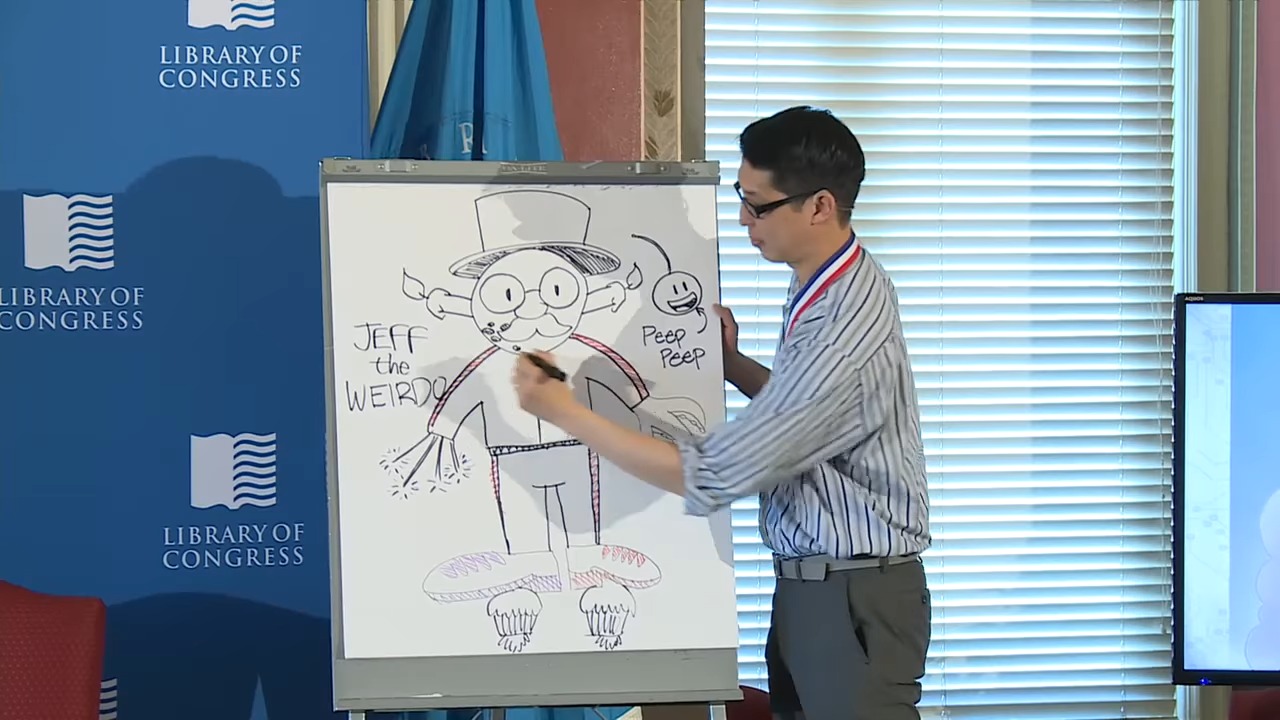 LIBRARY OF
CONGRESS
LIBRARY OF
CONGRESS
LIBRARY OF
CONGRESS
JEFF
the
WEIRDO
Peep
Peep